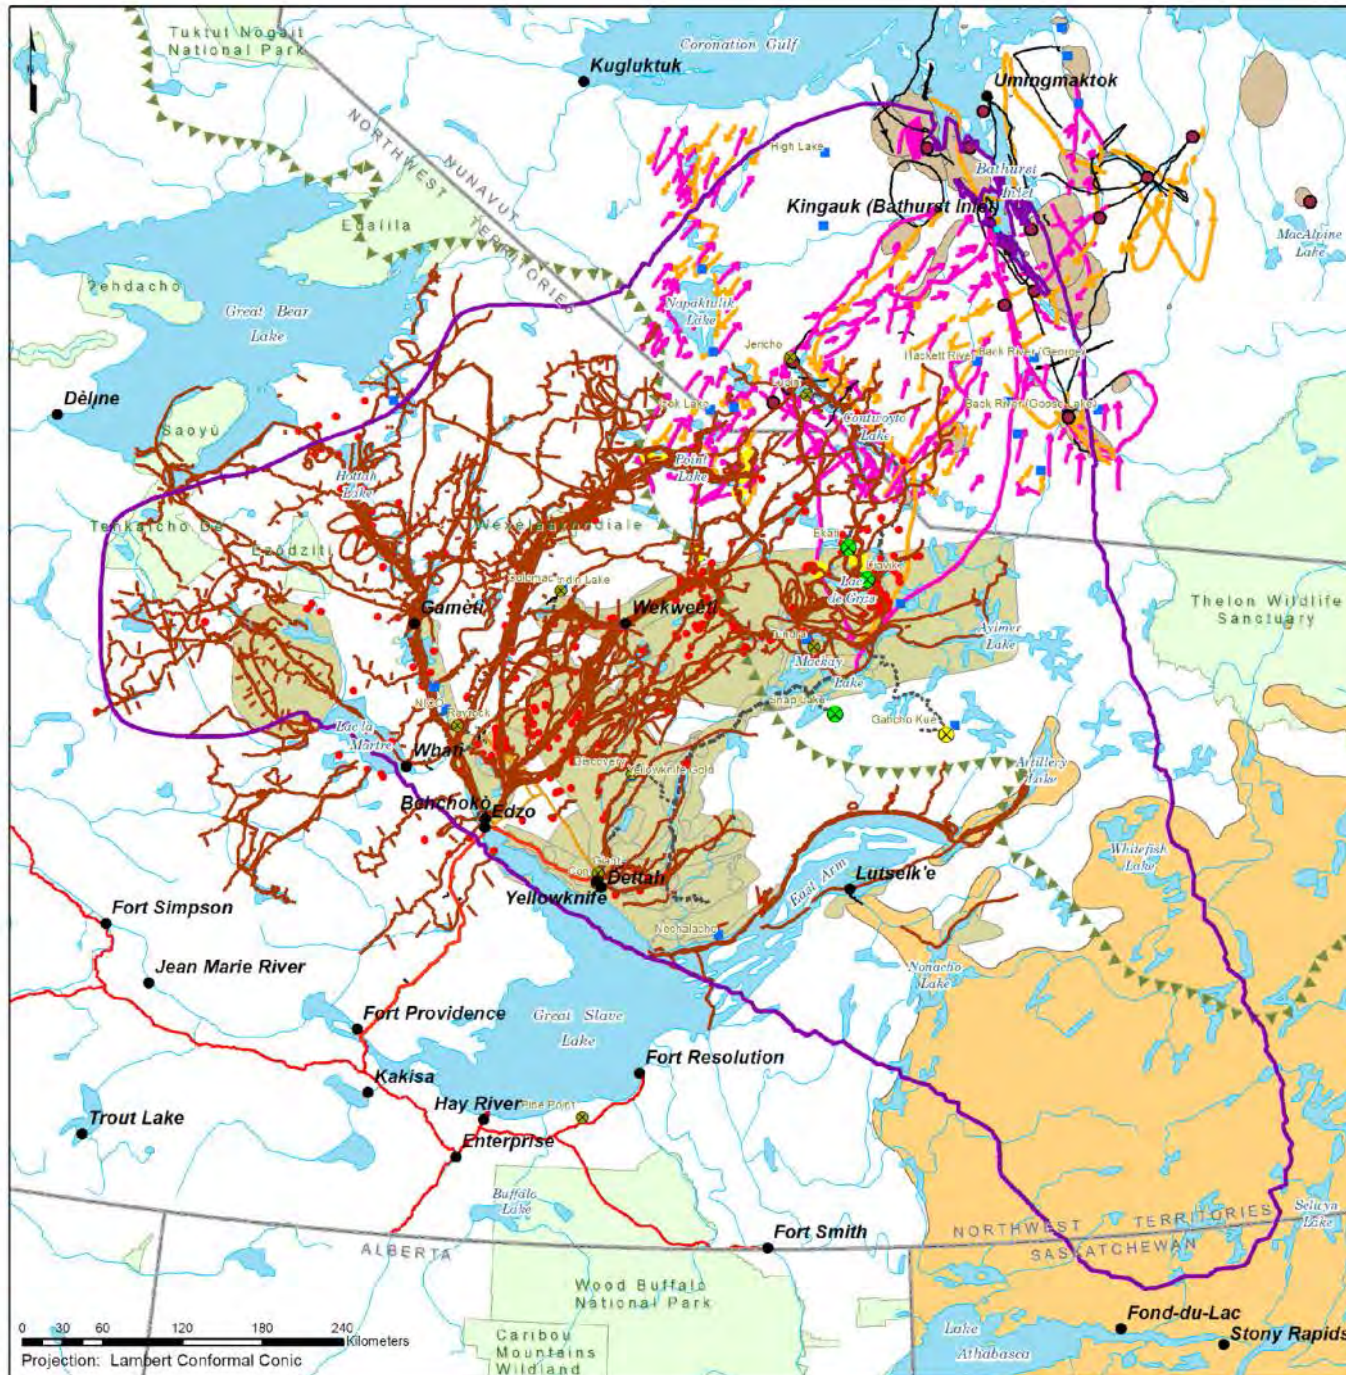 Tuktut Nogait
National Park
Coronation Gulf
Kugluktuk
Umingmaktok
NORTHWEST TERRITORIES
NUNAVUT
High Lake
Bathurst
Inlet
Kingauk (Bathurst Inlet)
MacAlpine
Lake
Edaiila
Great Bear
Lake
Napaktulik
Lake
Jericho
Hackett River
Back River (George)
Back River (Goose Lake)
Contwoyto
Lake
Dèlįne
Saoyú
Point
Lake
Hottah
Lake
Ekati
Diavik
Lac
de Gras
Indin Lake
Gamètì
Wekweètì
Thelon Wildlife
Sanctuary
Aylmer
Lake
Tundra
Mackay
Lake
Snap Lake
Gahcho Kue
NICO
Rayrock
Lac la
Martre
Whatì
Discovery
Yellowknife Gold
Artillery
Lake
Edzo
Whitefish
Lake
Dettah
Yellowknife
East Arm
Lutselk'e
Fort Simpson
Nechalacho
Jean Marie River
Nonacho
Lake
Fort Providence
Great Slave
Lake
Fort Resolution
Kakisa
Pine Point
Hay River
Trout Lake
Enterprise
Buffalo
Lake
Selwyn
Lake
NORTHWEST TERRITORIES
SASKATCHEWAN
ALBERTA
Fort Smith
Wood Buffalo
National Park
Fond-du-Lac
Stony Rapids
Lake
Athabasca
Caribou
Mountains
Wildland
0 30 60 120 180 240
Kilometers
Projection: Lambert Conformal Conic